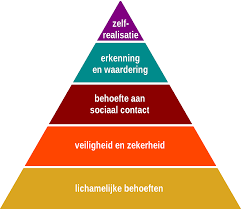 zelf-
realisatie
erkenning
en waardering
behoefte aan
sociaal contact
veiligheid en zekerheid
lichamelijke behoeften